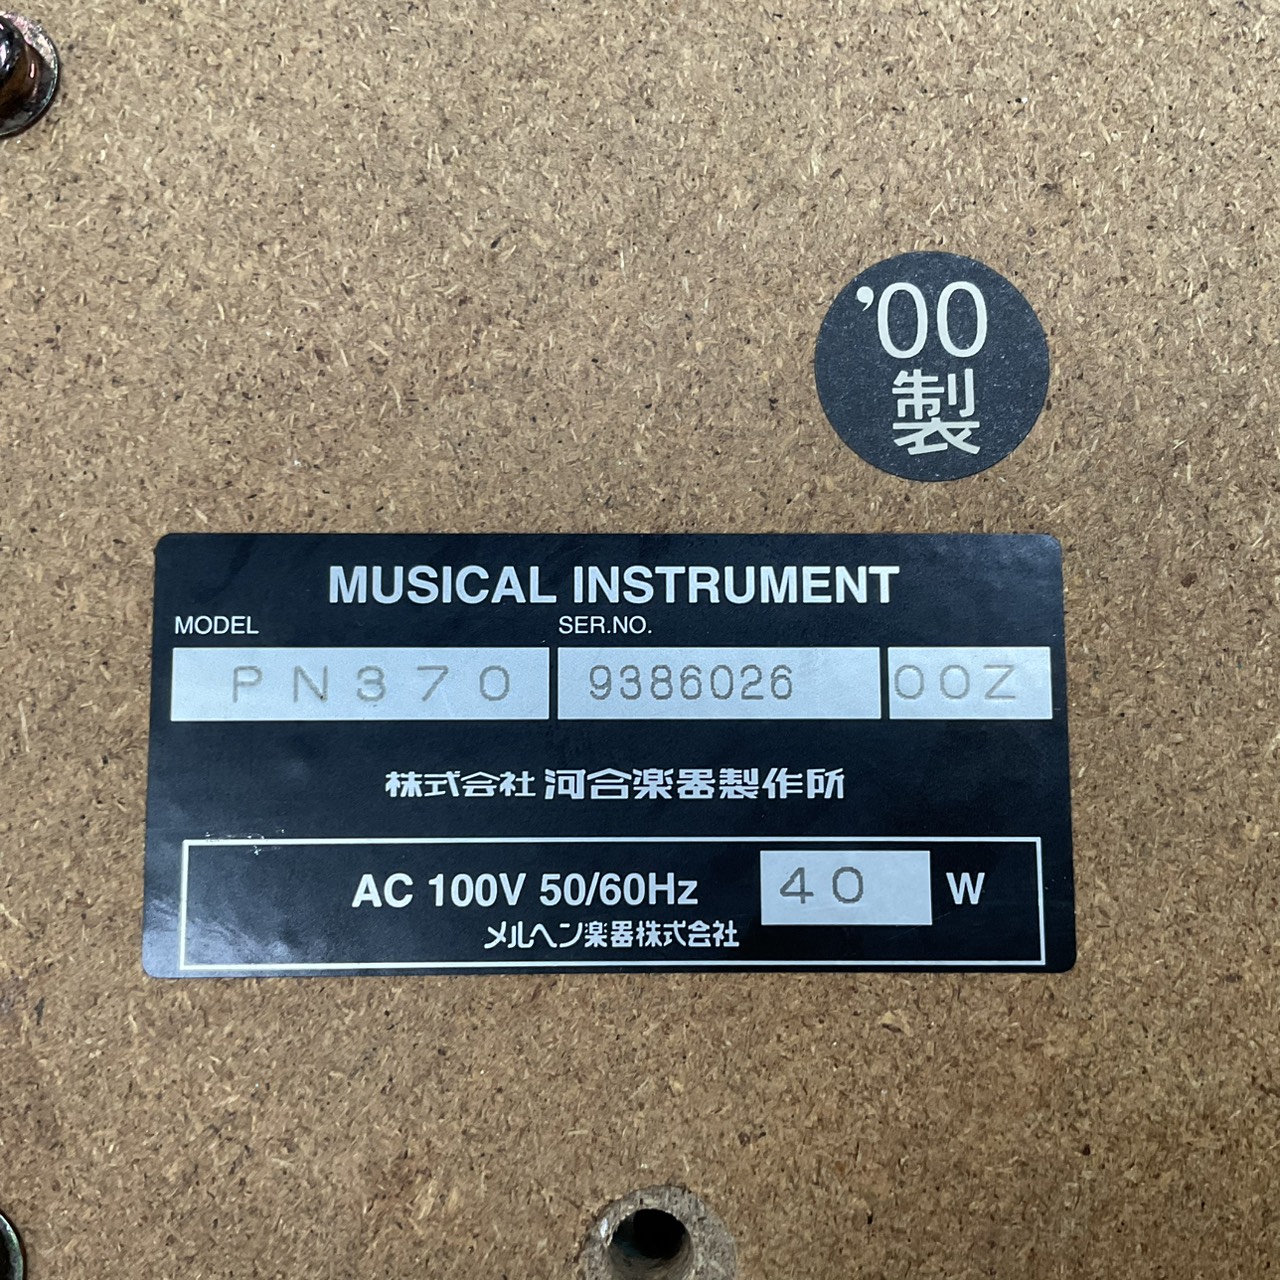 ’00
製
MUSICAL INSTRUMENT
MODEL SER.NO.
PN370 9386026 00Z
株式会社 河合楽器製作所
AC 100V 50/60Hz 40 W
メルヘン楽器株式会社